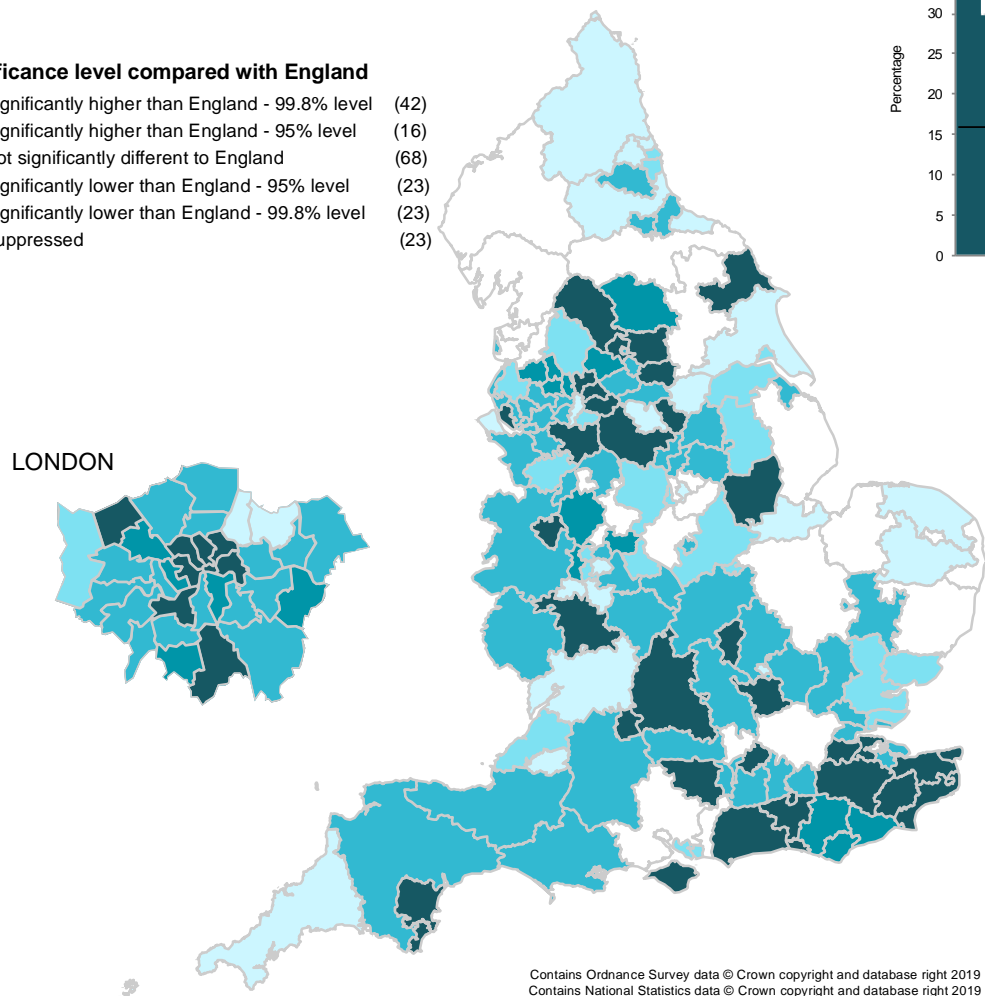 ficance level compared with England
gnificantly higher than England - 99.8% level (42)
gnificantly higher than England - 95% level (16)
ot significantly different to England (68)
gnificantly lower than England - 95% level (23)
gnificantly lower than England - 99.8% level (23)
uppressed (23)
Percentage
30
25
20
15
10
5
0
LONDON
Contains Ordnance Survey data © Crown copyright and database right 2019
Contains National Statistics data © Crown copyright and database right 2019